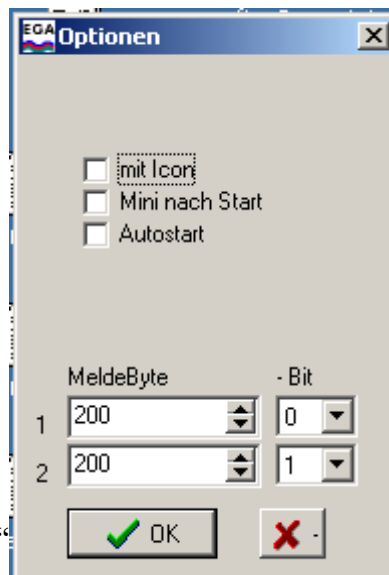 EGA Optionen
mit Icon
Mini nach Start
Autostart
MeldeByte - Bit
1 200 0
2 200 1
OK -